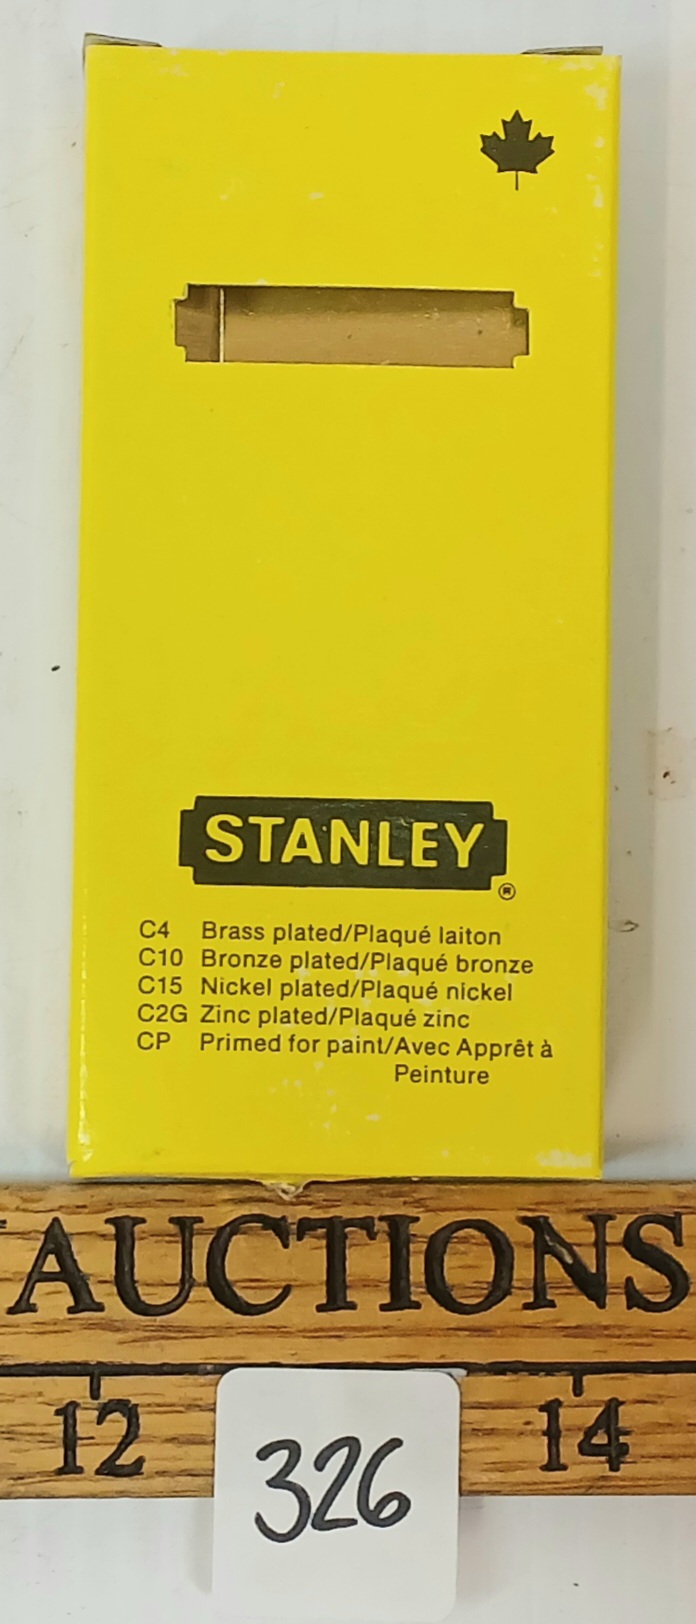 STANLEY
®
C4 Brass plated/Plaqué laiton
C10 Bronze plated/Plaqué bronze
C15 Nickel plated/Plaqué nickel
C2G Zinc plated/Plaqué zinc
CP Primed for paint/Avec Apprêt à
Peinture
AUCTIONS
12 14
326